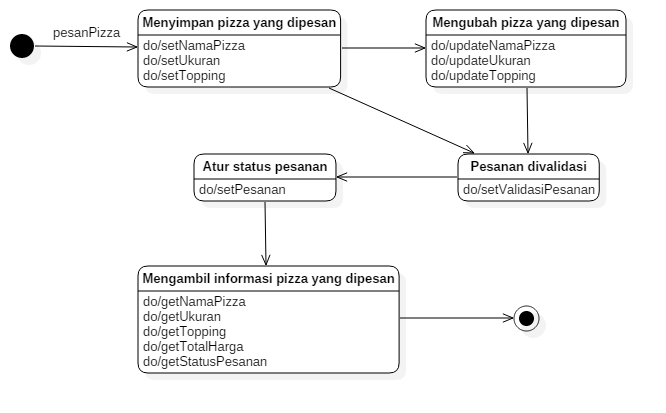 pesanPizza
Menyimpan pizza yang dipesan
do/setNamaPizza
do/setUkuran
do/setTopping
Mengubah pizza yang dipesan
do/updateNamaPizza
do/updateUkuran
do/updateTopping
Pesanan divalidasi
do/setValidasiPesanan
Atur status pesanan
do/setPesanan
Mengambil informasi pizza yang dipesan
do/getNamaPizza
do/getUkuran
do/getTopping
do/getTotalHarga
do/getStatusPesanan